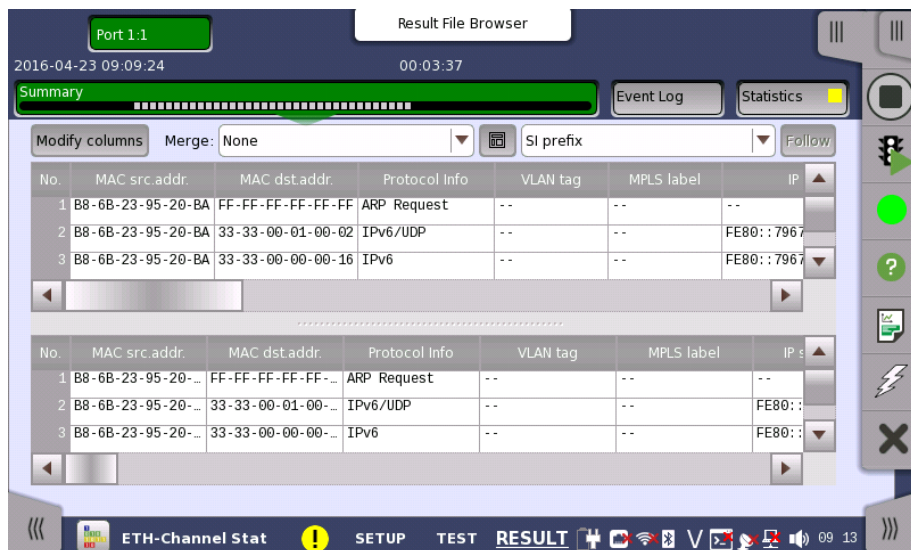 Port 1:1
Result File Browser
2016-04-23 09:09:24
00:03:37
Summary
Event Log
Statistics
Modify columns
Merge:
None
SI prefix
Follow
No. MAC src.addr. MAC dst.addr. Protocol Info VLAN tag MPLS label IP
1 B8-6B-23-95-20-BA FF-FF-FF-FF-FF-FF ARP Request -- -- --
2 B8-6B-23-95-20-BA 33-33-00-01-00-02 IPv6/UDP -- -- FE80::7967
3 B8-6B-23-95-20-BA 33-33-00-00-00-16 IPv6 -- -- FE80::7967
No. MAC src.addr. MAC dst.addr. Protocol Info VLAN tag MPLS label IP s
1 B8-6B-23-95-20-… FF-FF-FF-FF-FF-… ARP Request -- -- --
2 B8-6B-23-95-20-… 33-33-00-01-00-… IPv6/UDP -- -- FE80::
3 B8-6B-23-95-20-… 33-33-00-00-00-… IPv6 -- -- FE80::
ETH-Channel Stat
SETUP
TEST
RESULT
09 13